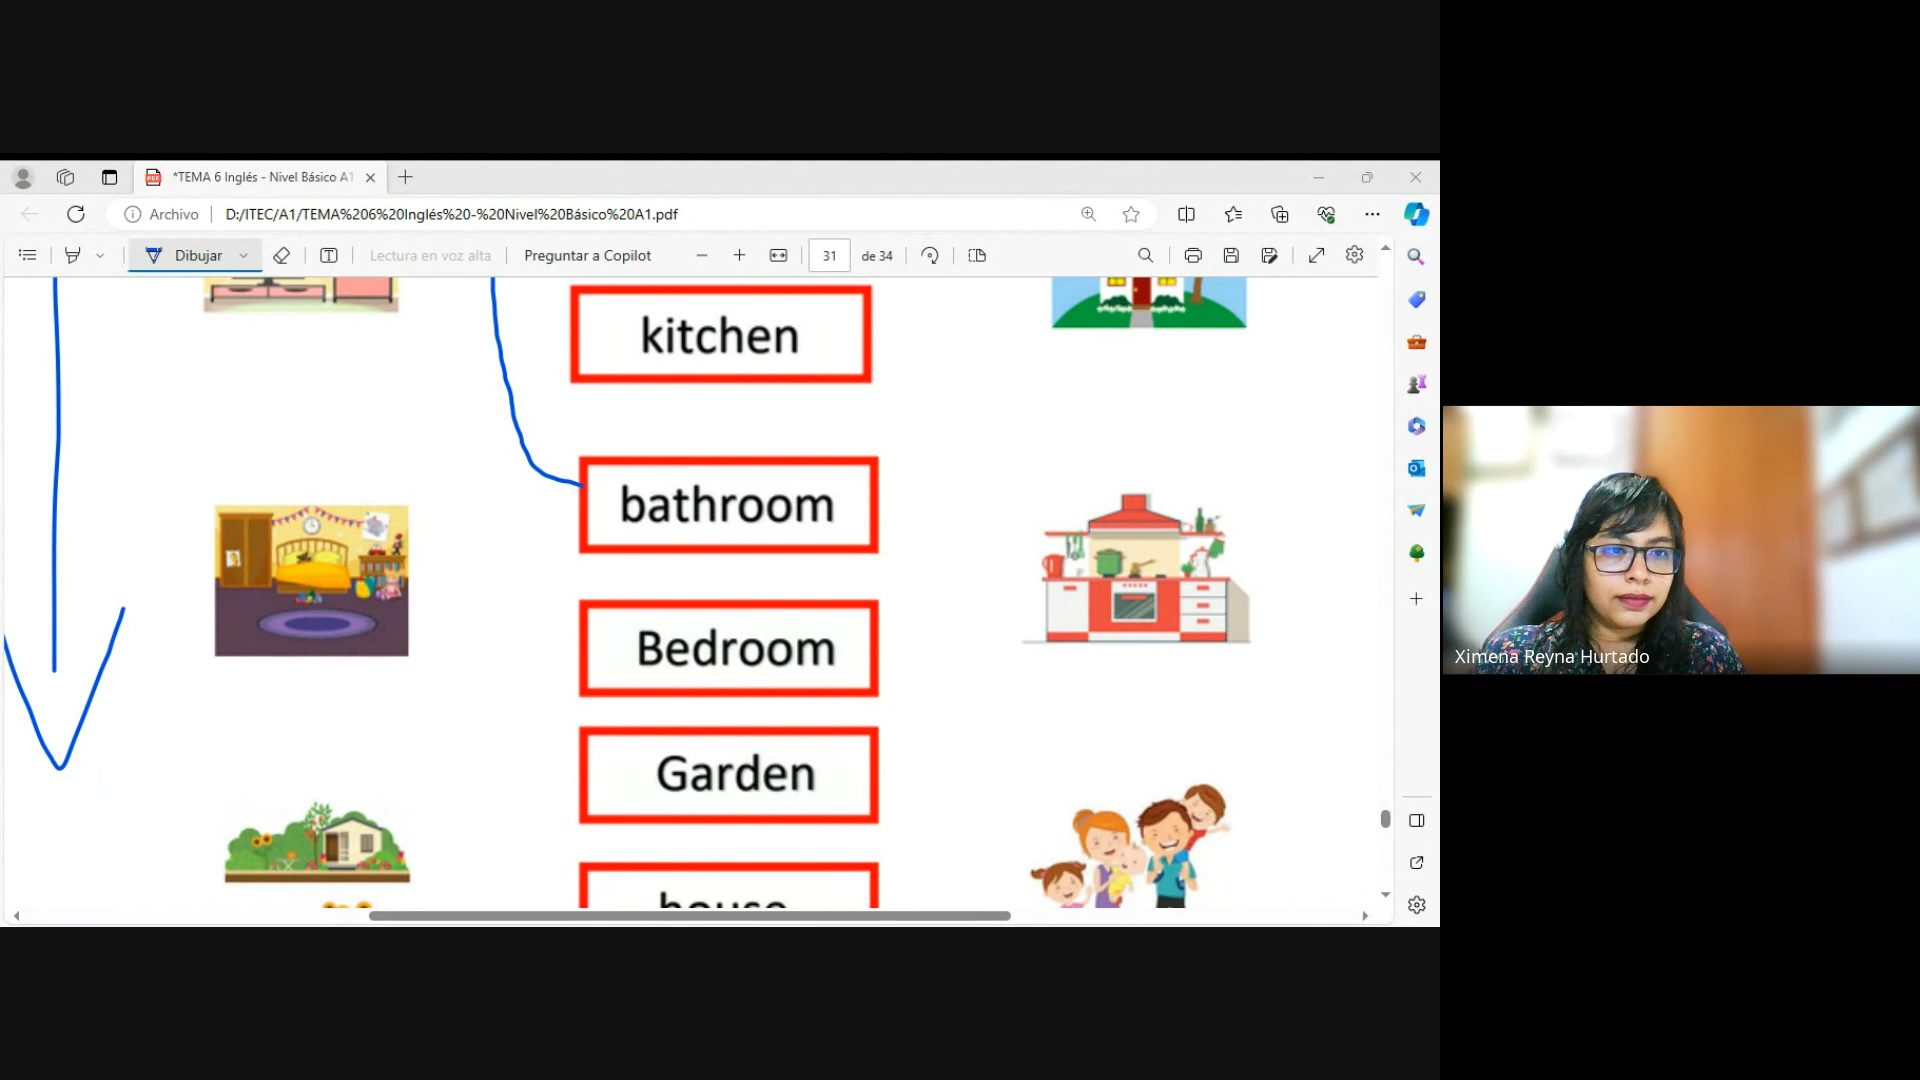 *TEMA 6 Inglés - Nivel Básico A1
Archivo
D:/ITEC/A1/TEMA%206%20Inglés%20-%20Nivel%20Básico%20A1.pdf
Dibujar
Lectura en voz alta
Preguntar a Copilot
31
de 34
kitchen
bathroom
Bedroom
Garden
house
Ximena Reyna Hurtado